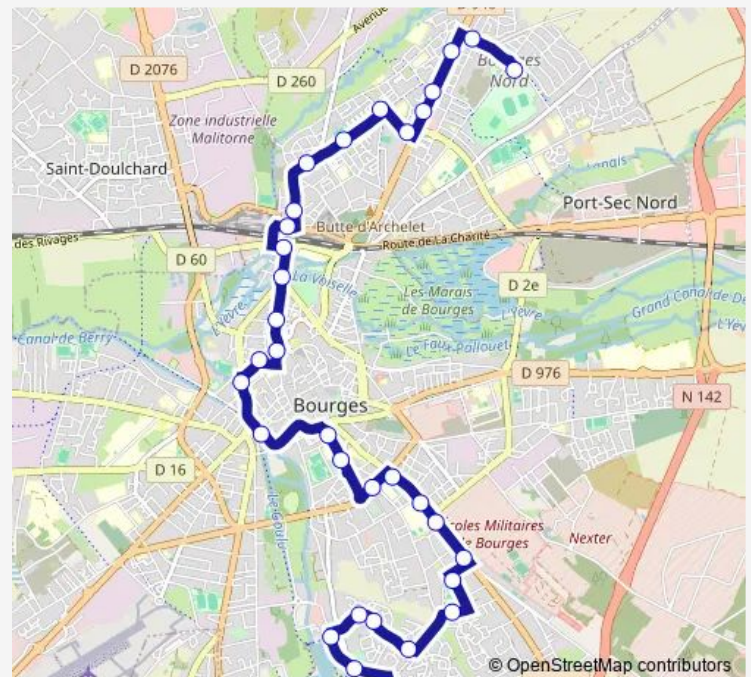 Avenue
D 2076
D 260
Bourges
Nord
Zone industrielle
Malitorne
Saint-Doulchard
Langis
Port-Sec Nord
Butte d'Archelet
des Rivages
Route de La Charité
D 60
La Voiselle
D 2e
Les Marais
de Bourges
L'Yèvre
L'Yèvre
Grand Canal de
Canal de Berry
Le Faux Pallouet
D 976
N 142
Bourges
D 16
Militaires
de Bourges
Nexter
© OpenStreetMap contributors